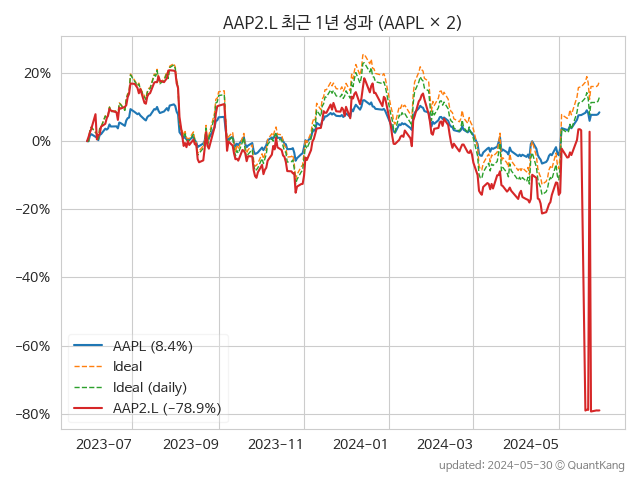 AAP2.L 최근 1년 성과 (AAPL × 2)
20%
0%
−20%
−40%
−60%
−80%
AAPL (8.4%)
Ideal
Ideal (daily)
AAP2.L (−78.9%)
2023-07
2023-09
2023-11
2024-01
2024-03
2024-05
updated: 2024-05-30 © QuantKang